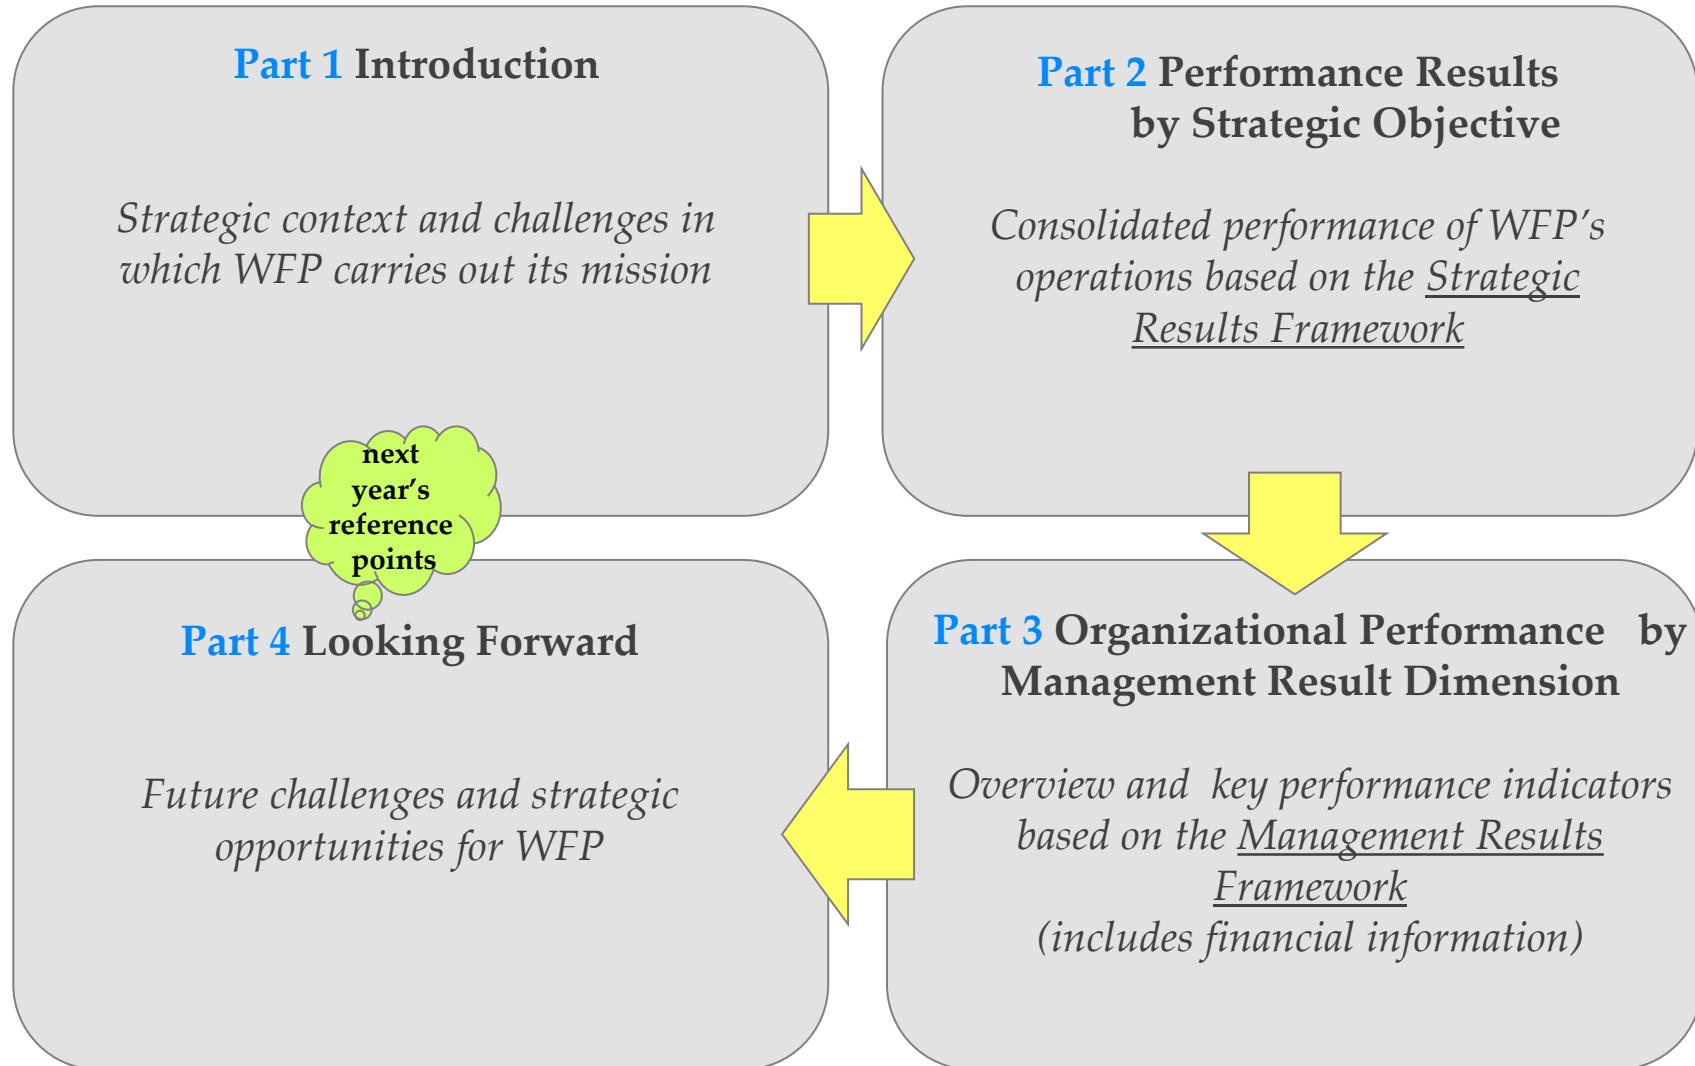 Part 1 Introduction
Strategic context and challenges in
which WFP carries out its mission
Part 2 Performance Results
by Strategic Objective
Consolidated performance of WFP’s
operations based on the Strategic
Results Framework
next
year’s
reference
points
Part 3 Organizational Performance by
Management Result Dimension
Overview and key performance indicators
based on the Management Results
Framework
(includes financial information)
Part 4 Looking Forward
Future challenges and strategic
opportunities for WFP